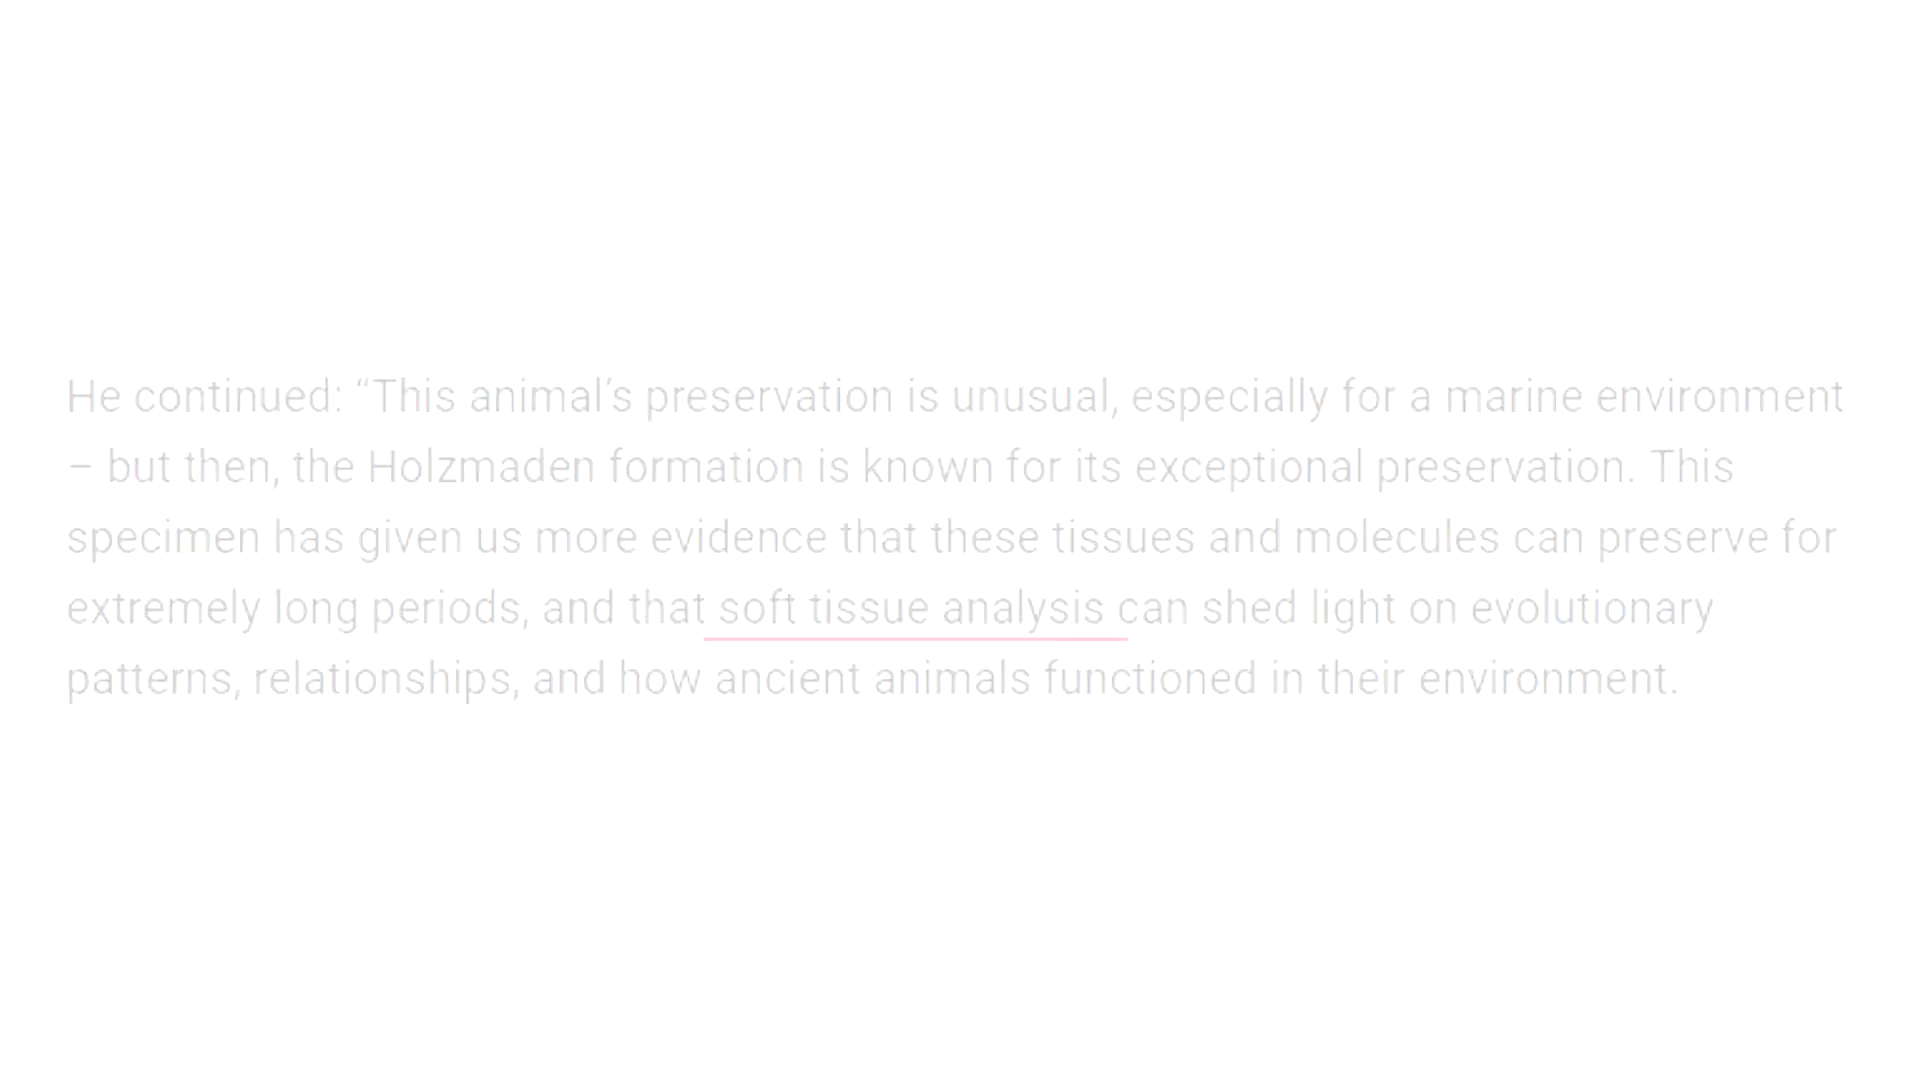 He continued: “This animal’s preservation is unusual, especially for a marine environment
– but then, the Holzmaden formation is known for its exceptional preservation. This
specimen has given us more evidence that these tissues and molecules can preserve for
extremely long periods, and that soft tissue analysis can shed light on evolutionary
patterns, relationships, and how ancient animals functioned in their environment.